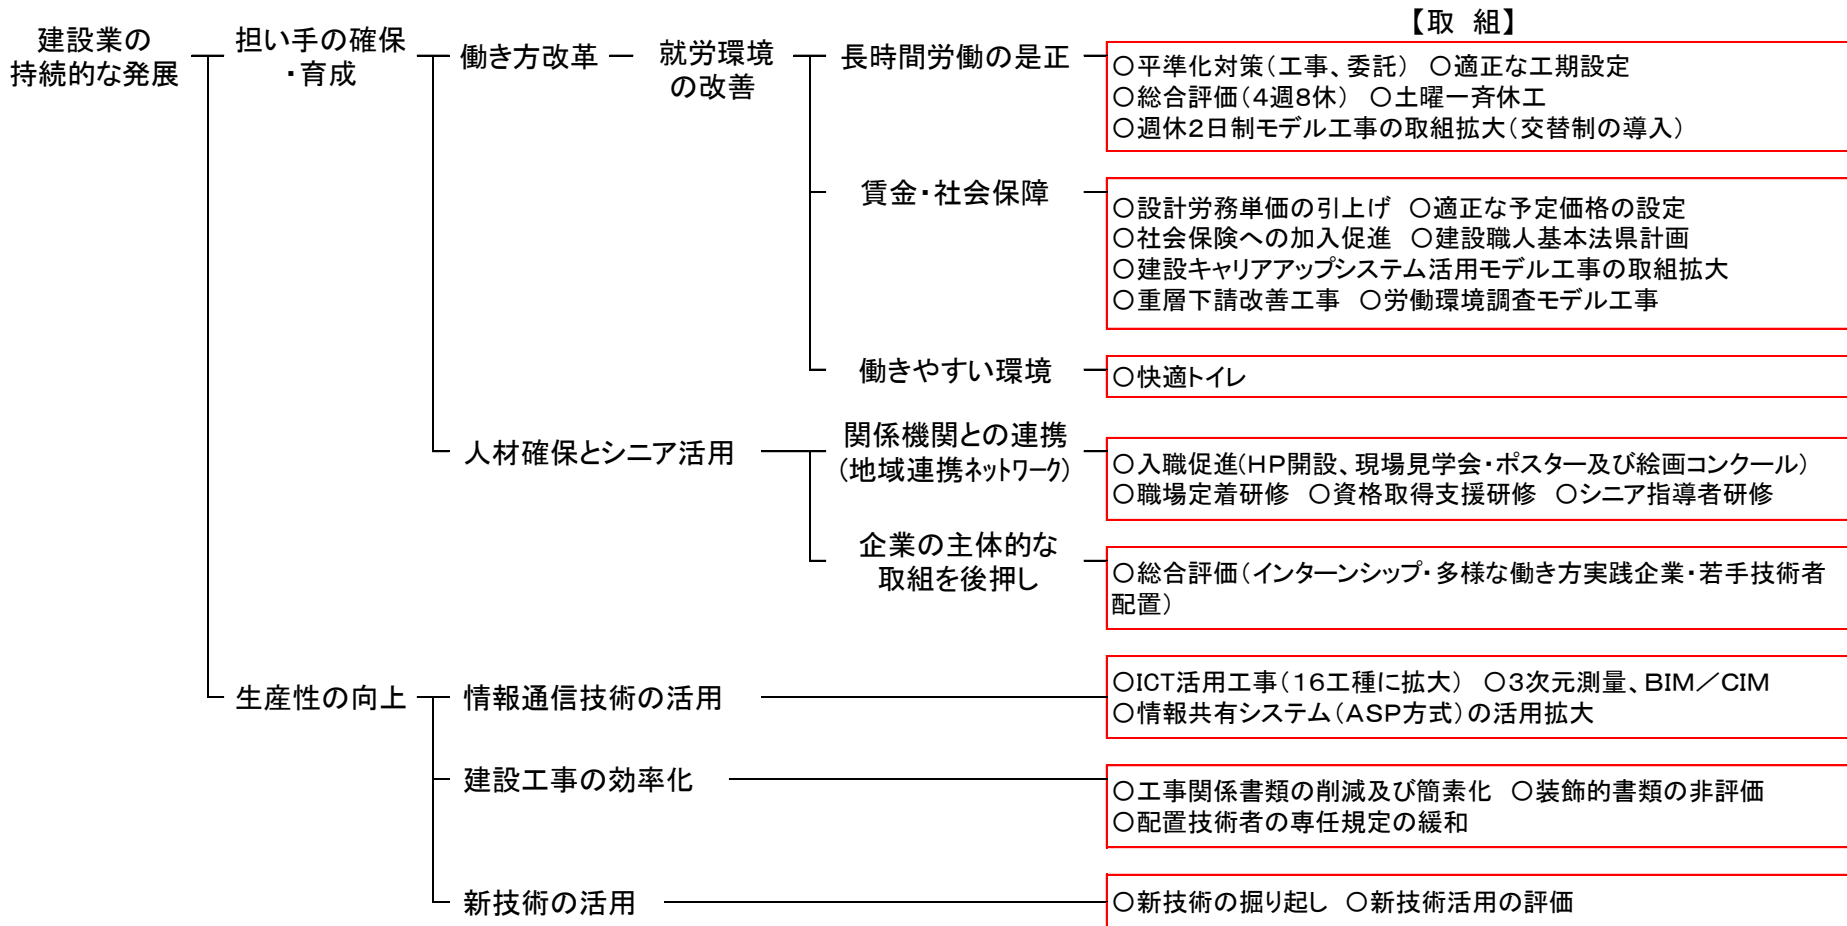 【取 組】
建設業の
持続的な発展
担い手の確保
・育成
働き方改革
就労環境
の改善
長時間労働の是正
○平準化対策(工事、委託) ○適正な工期設定
○総合評価(4週8休) ○土曜一斉休工
○週休2日制モデル工事の取組拡大(交替制の導入)
賃金・社会保障
○設計労務単価の引上げ ○適正な予定価格の設定
○社会保険への加入促進 ○建設職人基本法県計画
○建設キャリアアップシステム活用モデル工事の取組拡大
○重層下請改善工事 ○労働環境調査モデル工事
働きやすい環境
○快適トイレ
人材確保とシニア活用
関係機関との連携
(地域連携ネットワーク)
○入職促進(HP開設、現場見学会・ポスター及び絵画コンクール)
○職場定着研修 ○資格取得支援研修 ○シニア指導者研修
企業の主体的な
取組を後押し
○総合評価(インターンシップ・多様な働き方実践企業・若手技術者
配置)
生産性の向上
情報通信技術の活用
○ICT活用工事(16工種に拡大) ○3次元測量、BIM/CIM
○情報共有システム(ASP方式)の活用拡大
建設工事の効率化
○工事関係書類の削減及び簡素化 ○装飾的書類の非評価
○配置技術者の専任規定の緩和
新技術の活用
○新技術の掘り起し ○新技術活用の評価